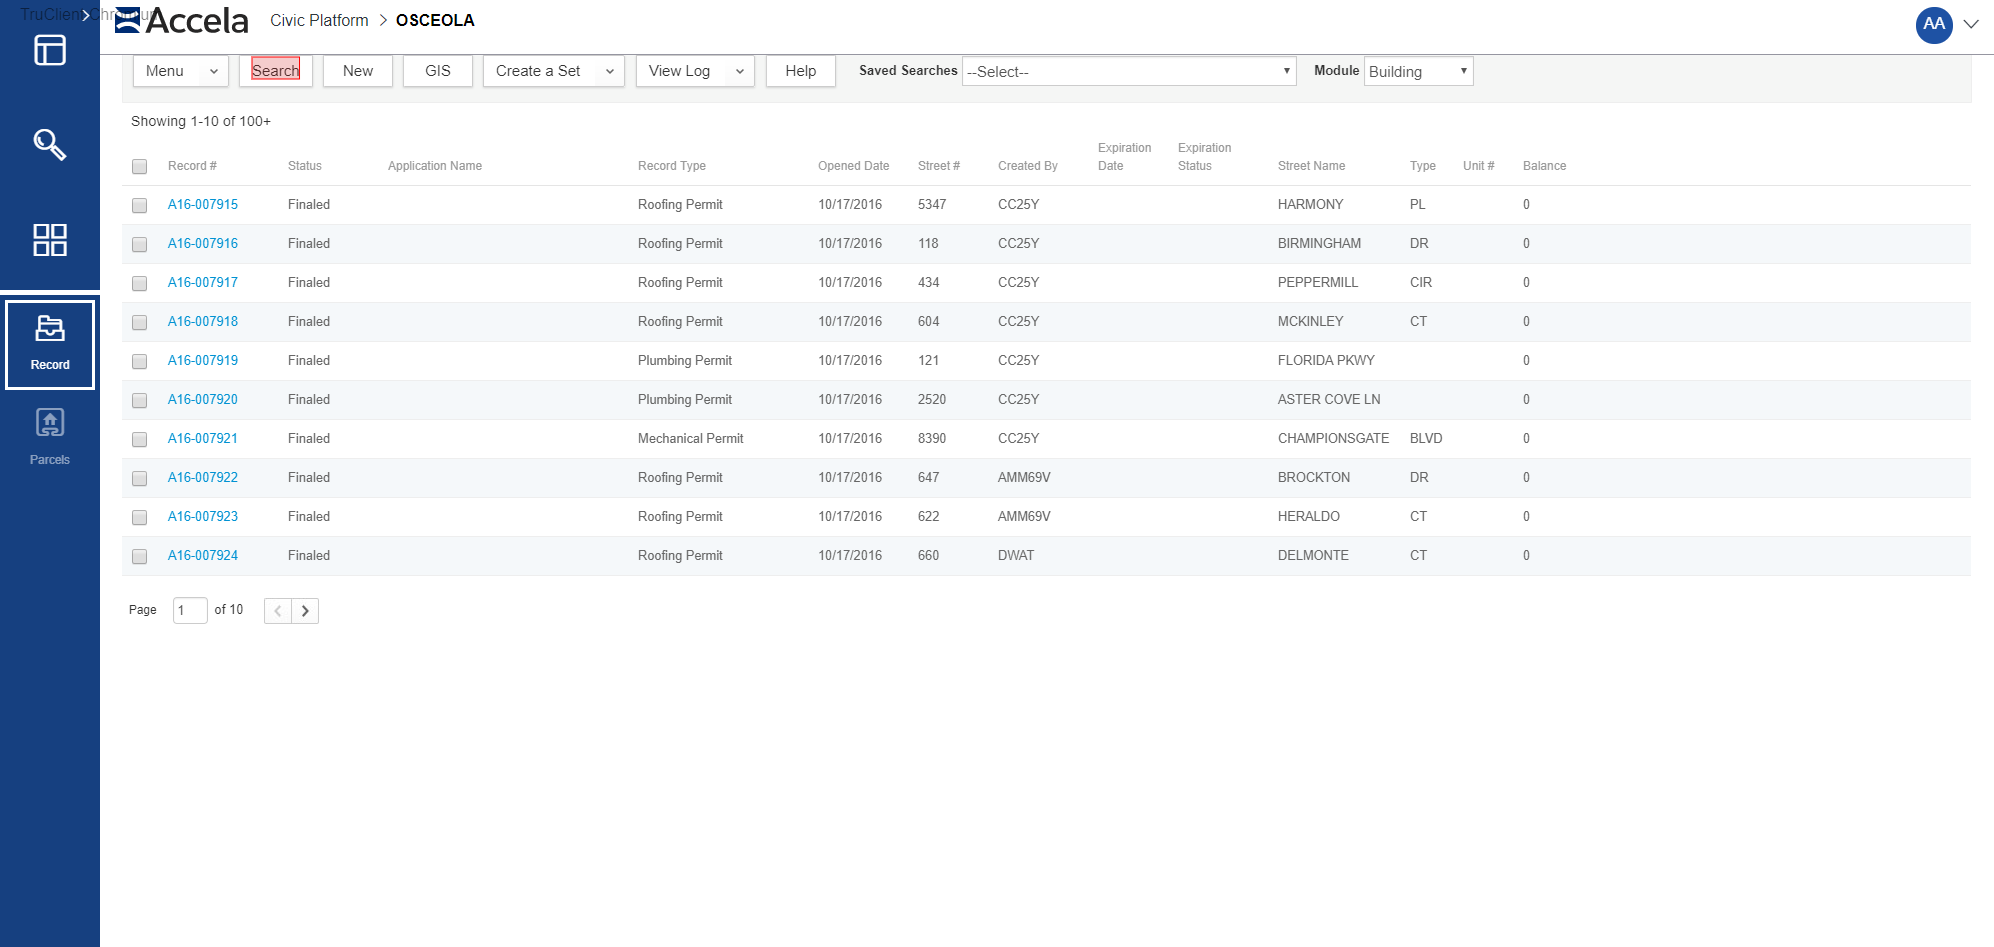 TruClient Chromium
Accela Civic Platform > OSCEOLA AA
Menu Search New GIS Create a Set View Log Help Saved Searches --Select-- Module Building
Showing 1-10 of 100+
Record # Status Application Name Record Type Opened Date Street # Created By Expiration Date Expiration Status Street Name Type Unit # Balance
A16-007915 Finaled Roofing Permit 10/17/2016 5347 CC25Y HARMONY PL 0
A16-007916 Finaled Roofing Permit 10/17/2016 118 CC25Y BIRMINGHAM DR 0
A16-007917 Finaled Roofing Permit 10/17/2016 434 CC25Y PEPPERMILL CIR 0
A16-007918 Finaled Roofing Permit 10/17/2016 604 CC25Y MCKINLEY CT 0
A16-007919 Finaled Plumbing Permit 10/17/2016 121 CC25Y FLORIDA PKWY 0
A16-007920 Finaled Plumbing Permit 10/17/2016 2520 CC25Y ASTER COVE LN 0
A16-007921 Finaled Mechanical Permit 10/17/2016 8390 CC25Y CHAMPIONSGATE BLVD 0
A16-007922 Finaled Roofing Permit 10/17/2016 647 AMM69V BROCKTON DR 0
A16-007923 Finaled Roofing Permit 10/17/2016 622 AMM69V HERALDO CT 0
A16-007924 Finaled Roofing Permit 10/17/2016 660 DWAT DELMONTE CT 0
Page 1 of 10
Record
Parcels